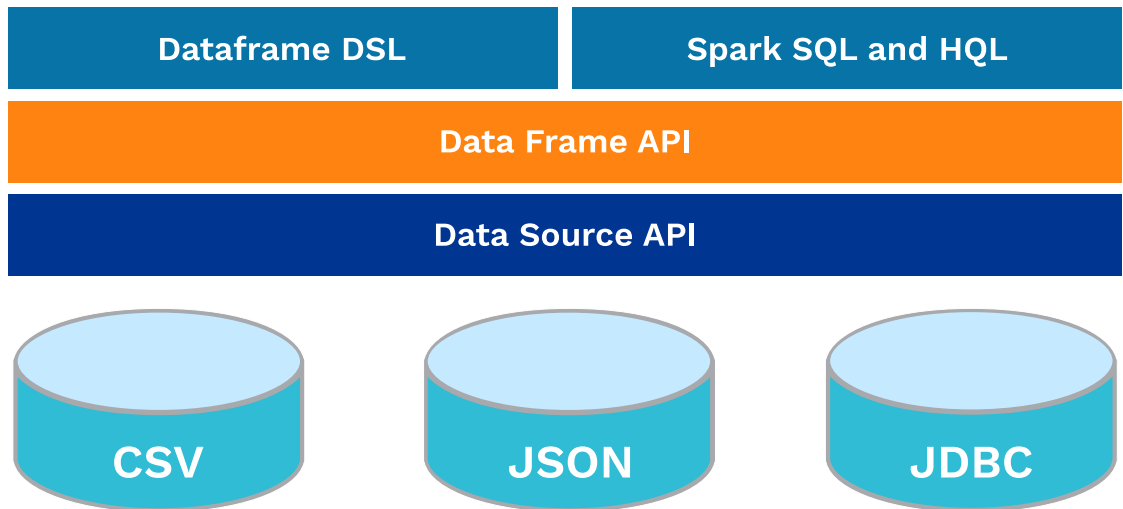 Dataframe DSL
Spark SQL and HQL
Data Frame API
Data Source API
CSV
JSON
JDBC